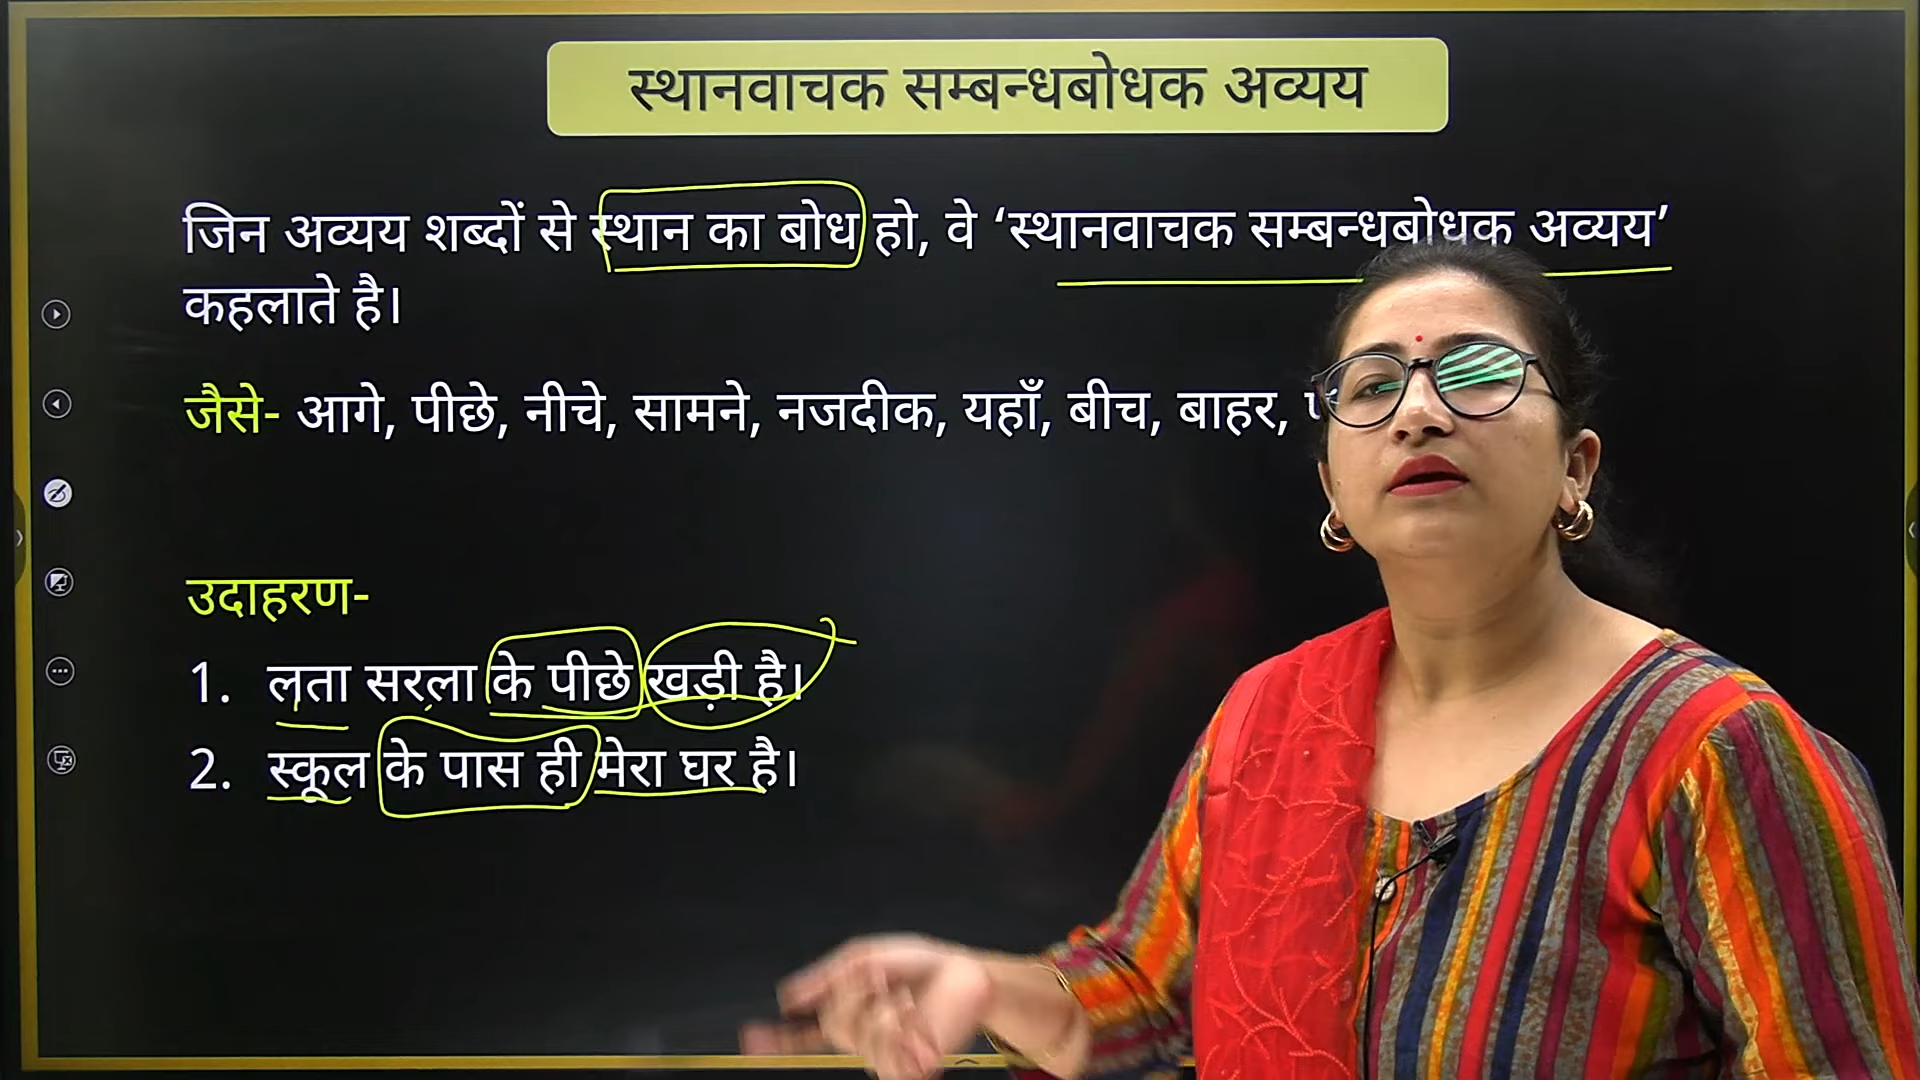 स्थानवाचक सम्बन्धबोधक अव्यय
जिन अव्यय शब्दों से स्थान का बोध हो, वे ‘स्थानवाचक सम्बन्धबोधक अव्यय’
कहलाते है।
जैसे- आगे, पीछे, नीचे, सामने, नजदीक, यहाँ, बीच, बाहर,
उदाहरण-
1. लता सरला के पीछे खड़ी है।
2. स्कूल के पास ही मेरा घर है।